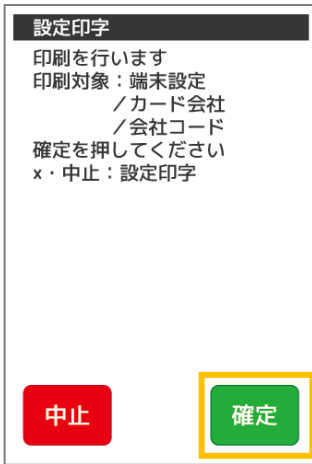 設定印字
印刷を行います
印刷対象：端末設定
／カード会社
／会社コード
確定を押してください
x・中止：設定印字
中止
確定